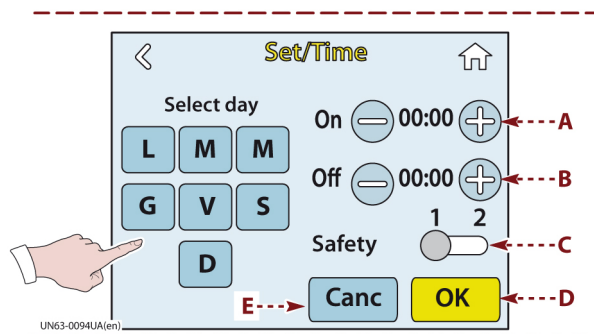 Set/Time
Select day
On 00:00 A
L M M
Off 00:00 B
G V S
1 2
Safety C
D
E Canc OK D
UN63-0094UA(en)